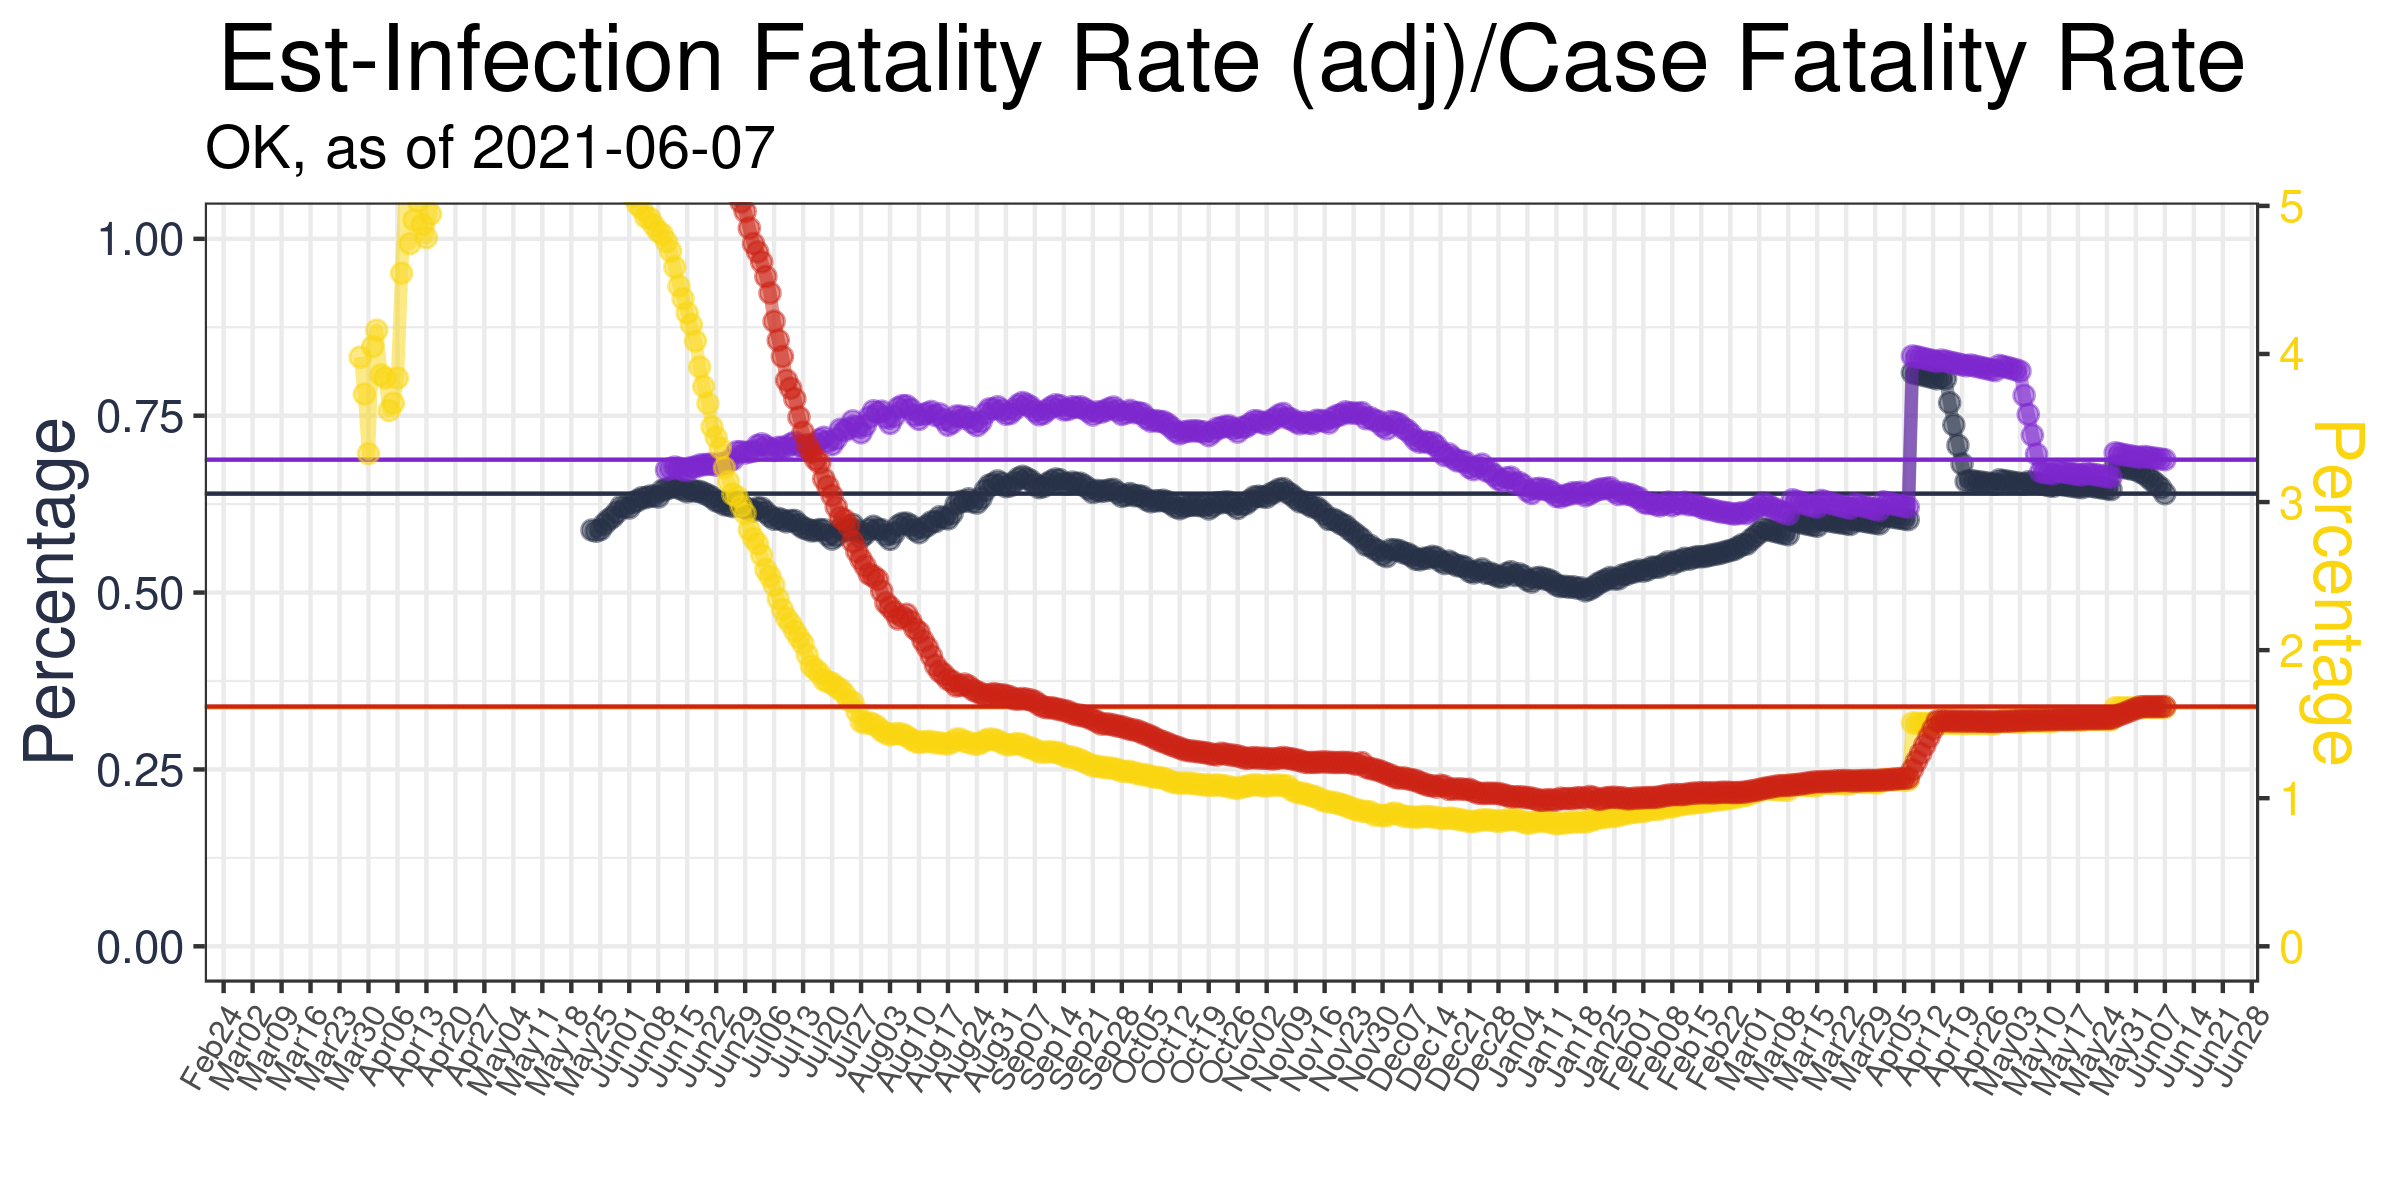 Est-Infection Fatality Rate (adj)/Case Fatality Rate
OK, as of 2021-06-07
Percentage
1.00
0.75
0.50
0.25
0.00
5
4
3
2
1
0
Percentage
Feb24
Mar02
Mar09
Mar16
Mar23
Mar30
Apr06
Apr13
Apr20
Apr27
May04
May11
May18
May25
Jun01
Jun08
Jun15
Jun22
Jun29
Jul06
Jul13
Jul20
Jul27
Aug03
Aug10
Aug17
Aug24
Aug31
Sep07
Sep14
Sep21
Sep28
Oct05
Oct12
Oct19
Oct26
Nov02
Nov09
Nov16
Nov23
Nov30
Dec07
Dec14
Dec21
Dec28
Jan04
Jan11
Jan18
Jan25
Feb01
Feb08
Feb15
Feb22
Mar01
Mar08
Mar15
Mar22
Mar29
Apr05
Apr12
Apr19
Apr26
May03
May10
May17
May24
May31
Jun07
Jun14
Jun21
Jun28